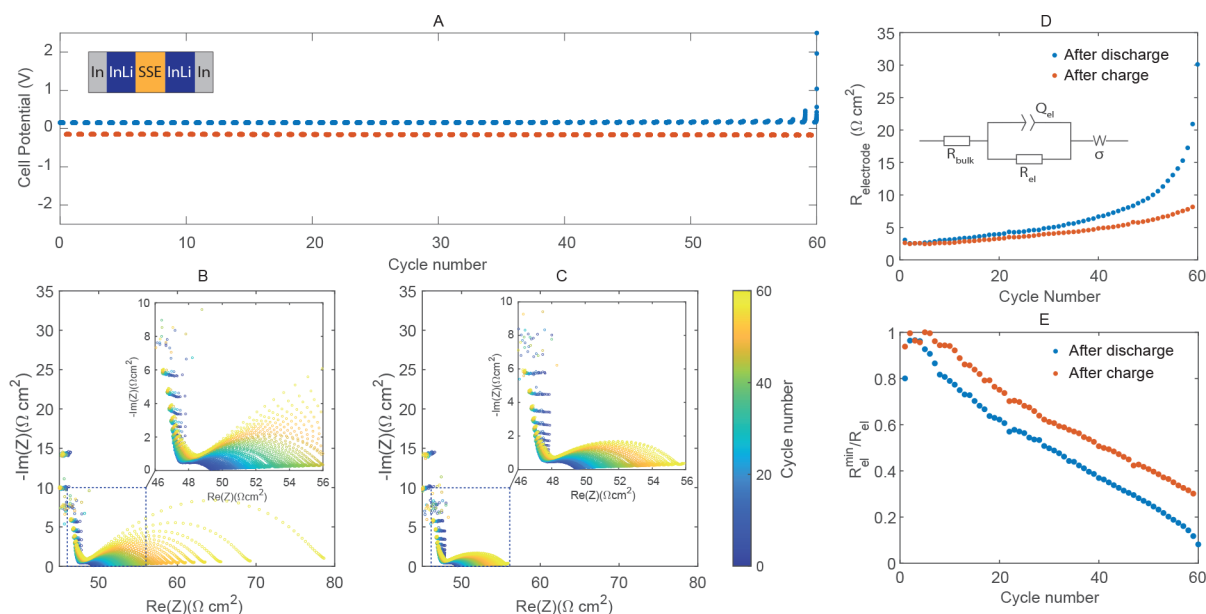 A
Cell Potential (V)
2
1
0
-1
-2
In InLi SSE InLi In
0 10 20 30 40 50 60
Cycle number
B
-Im(Z)(Ω cm²)
35
30
25
20
15
10
5
0
50 60 70 80
Re(Z)(Ω cm²)
-Im(Z)(Ωcm²)
10
8
6
4
2
0
46 48 50 52 54 56
Re(Z)(Ωcm²)
C
-Im(Z)(Ω cm²)
35
30
25
20
15
10
5
0
50 60 70 80
Re(Z)(Ω cm²)
-Im(Z)(Ωcm²)
10
8
6
4
2
0
46 48 50 52 54 56
Re(Z)(Ωcm²)
60
40
20
0
Cycle number
D
R_electrode (Ω cm²)
35
30
25
20
15
10
5
0
After discharge
After charge
Q_el
R_bulk
R_el
W
σ
0 20 40 60
Cycle Number
E
R_el^min/R_el
1
0.8
0.6
0.4
0.2
0
After discharge
After charge
0 10 20 30 40 50 60
Cycle number